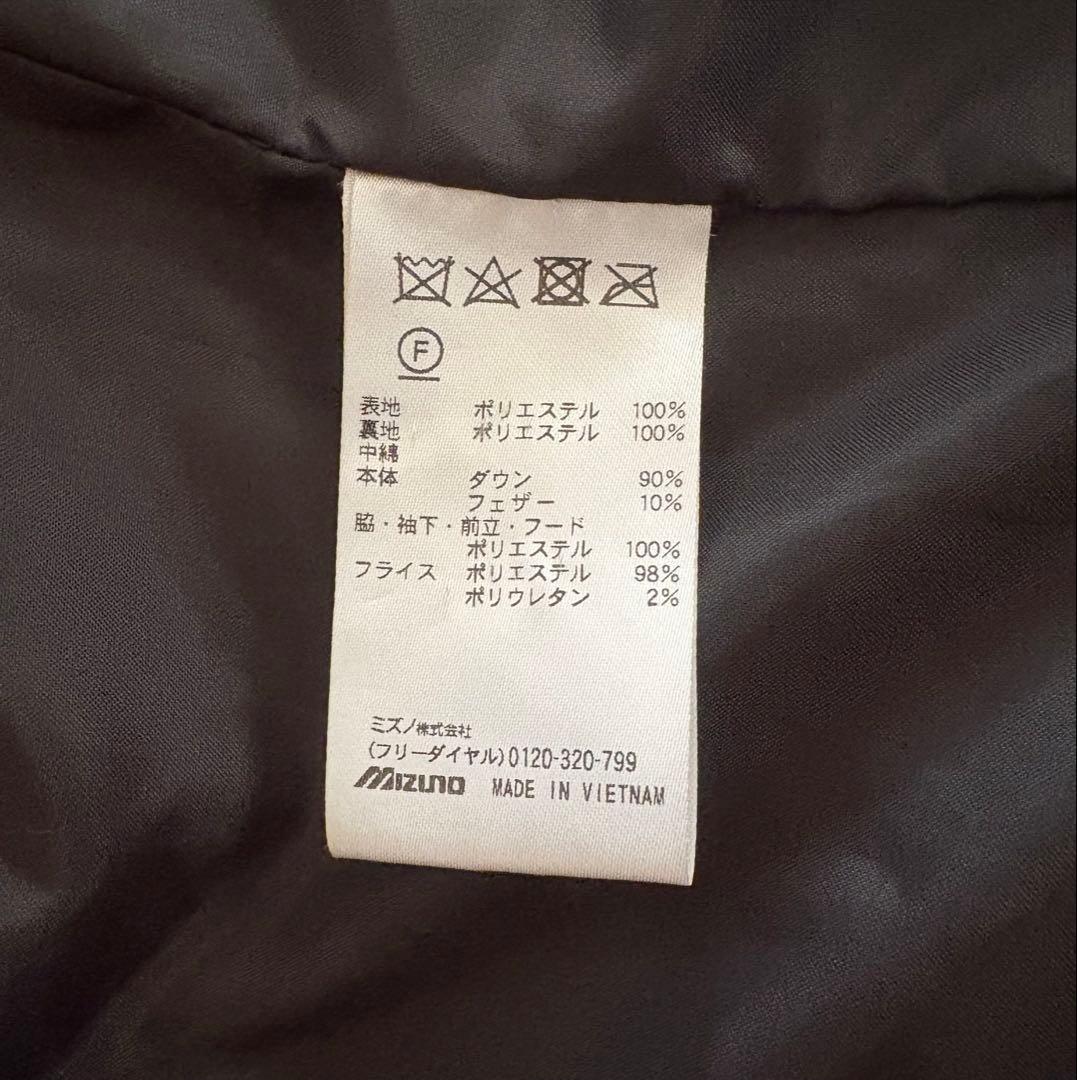 F
表地 ポリエステル 100%
裏地 ポリエステル 100%
中綿
本体 ダウン 90%
フェザー 10%
脇・袖下・前立・フード
ポリエステル 100%
フライス ポリエステル 98%
ポリウレタン 2%
ミズノ株式会社
(フリーダイヤル)0120-320-799
MIZUNO MADE IN VIETNAM